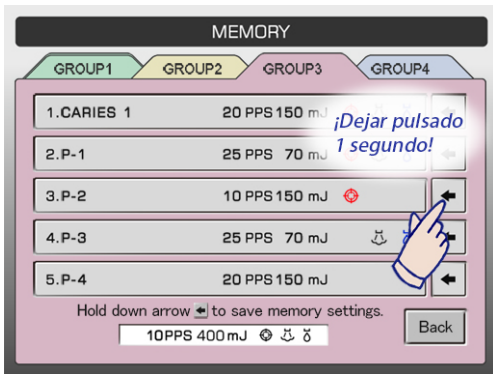 MEMORY
GROUP1 GROUP2 GROUP3 GROUP4
1.CARIES 1 20 PPS 150 mJ
¡Dejar pulsado
1 segundo!
2.P-1 25 PPS 70 mJ
3.P-2 10 PPS 150 mJ
4.P-3 25 PPS 70 mJ
5.P-4 20 PPS 150 mJ
Hold down arrow to save memory settings.
10PPS 400 mJ
Back